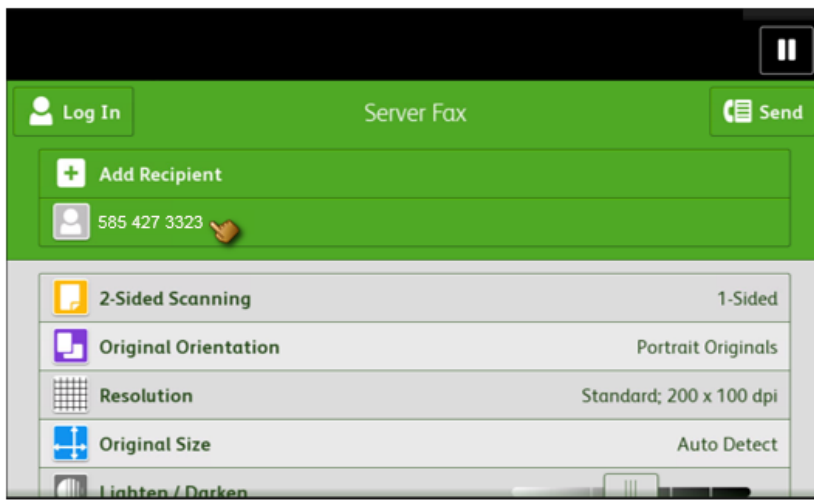 Log In
Server Fax
Send
Add Recipient
585 427 3323
2-Sided Scanning 1-Sided
Original Orientation Portrait Originals
Resolution Standard; 200 x 100 dpi
Original Size Auto Detect
Lighten / Darken